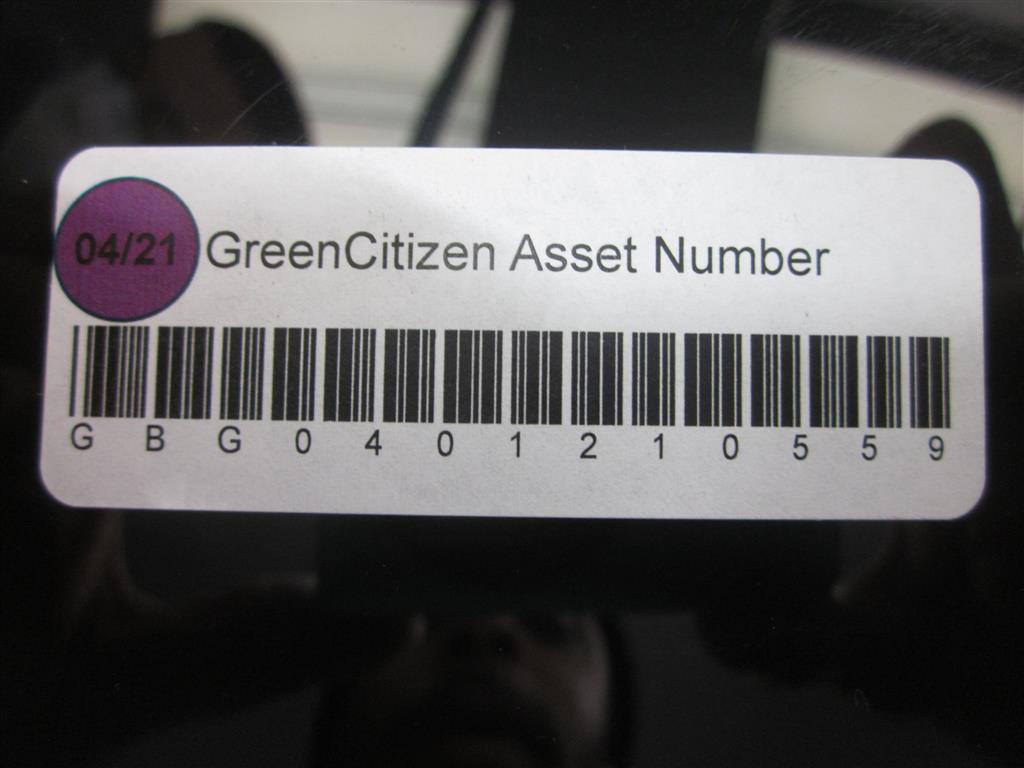 04/21 GreenCitizen Asset Number
G B G 0 4 0 1 2 1 0 5 5 9